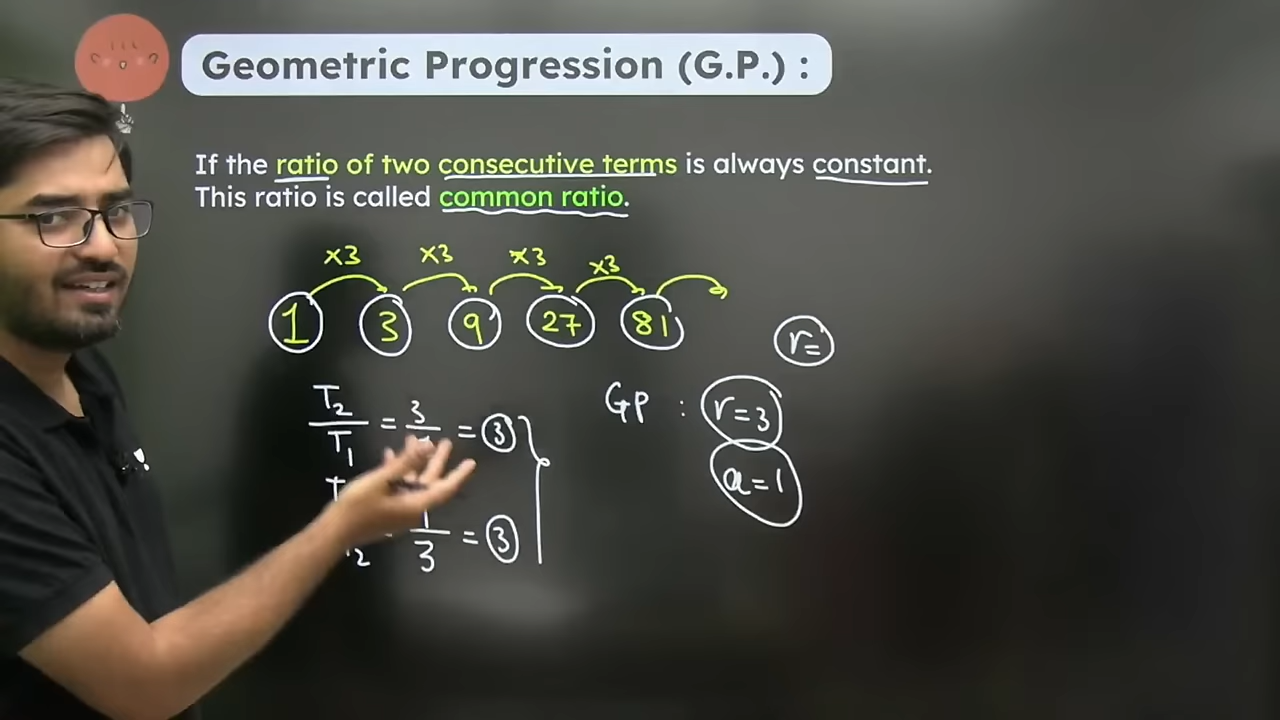 Geometric Progression (G.P.) :
If the ratio of two consecutive terms is always constant.
This ratio is called common ratio.
×3 ×3 ×3 ×3
1 3 9 27 81
r=
GP : r=3
a=1
T₂/T₁ = 3/ = 3
/3 = 3